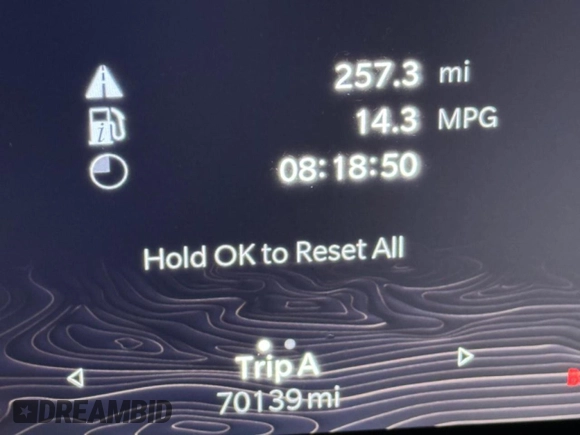 257.3 mi
14.3 MPG
08:18:50
Hold OK to Reset All
Trip A
70139 mi
DREAMBID